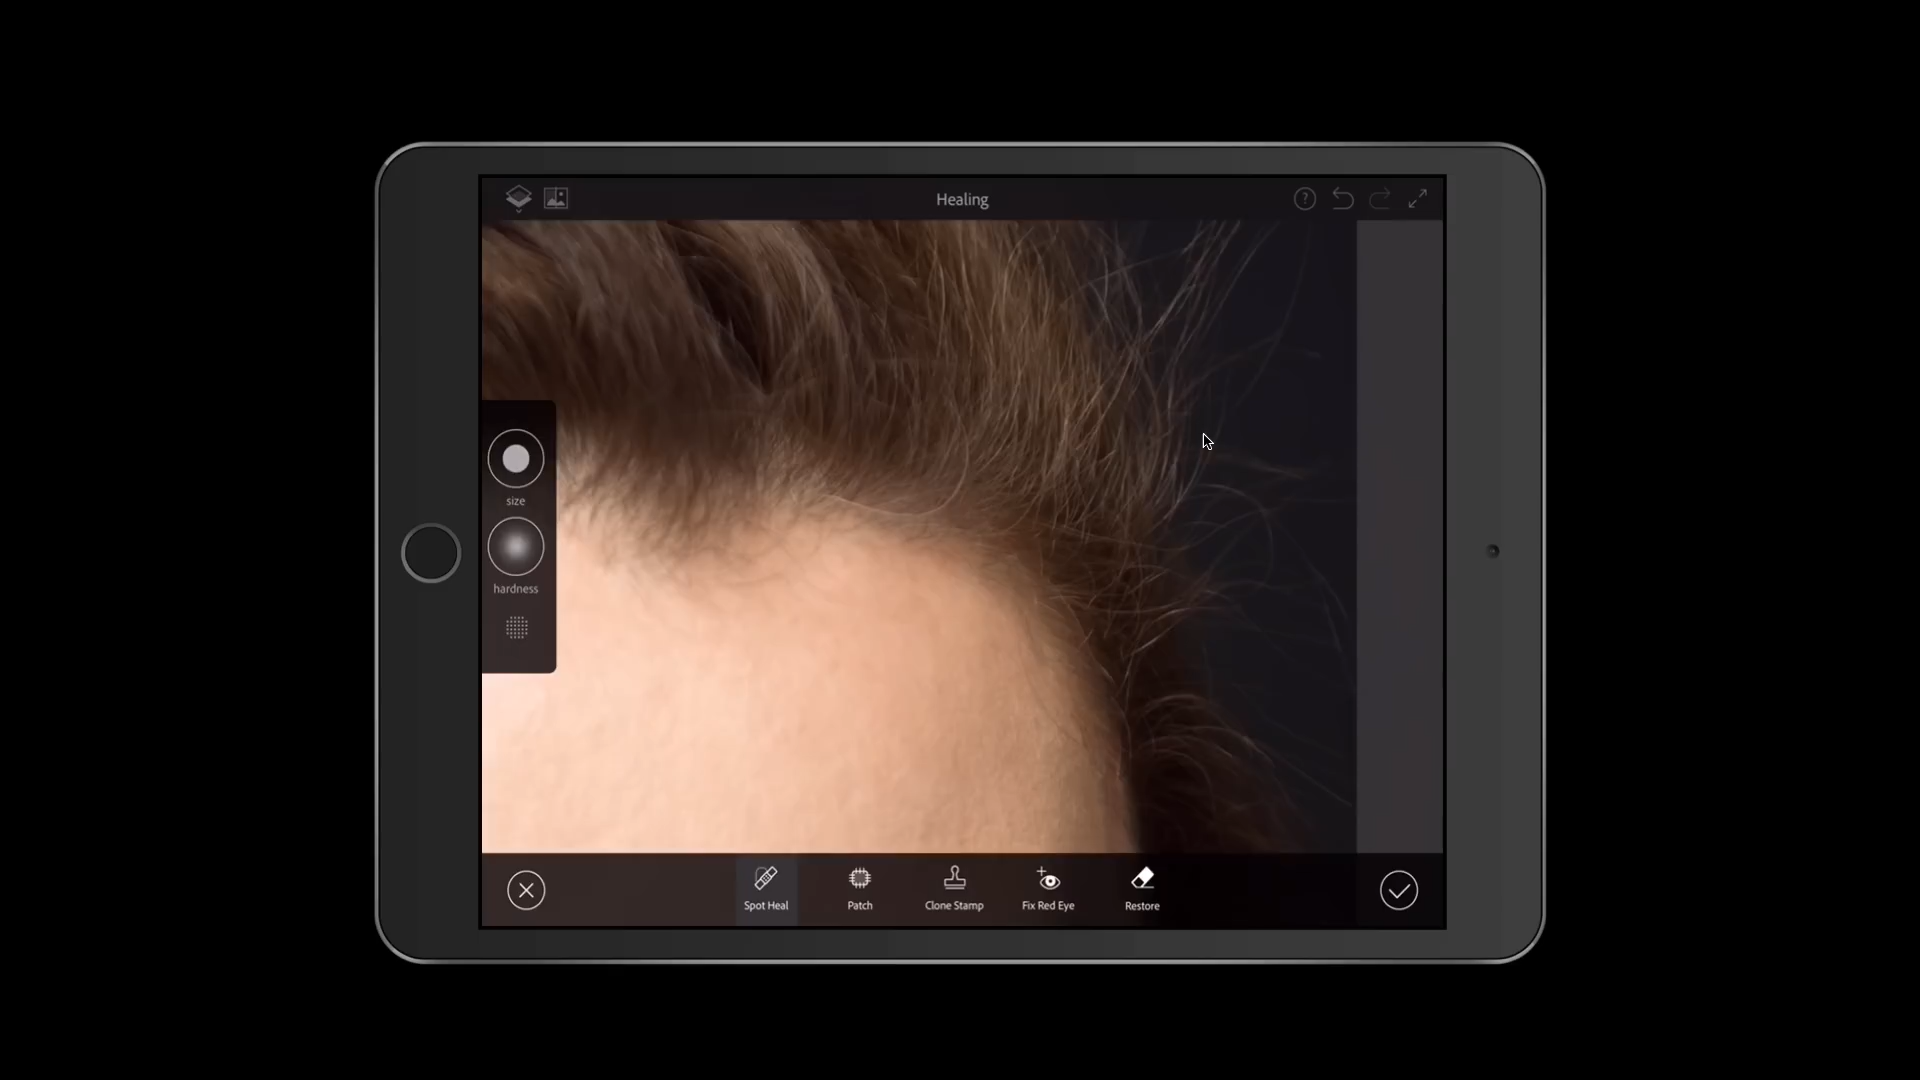 Healing
?
size
hardness
Spot Heal
Patch
Clone Stamp
Fix Red Eye
Restore